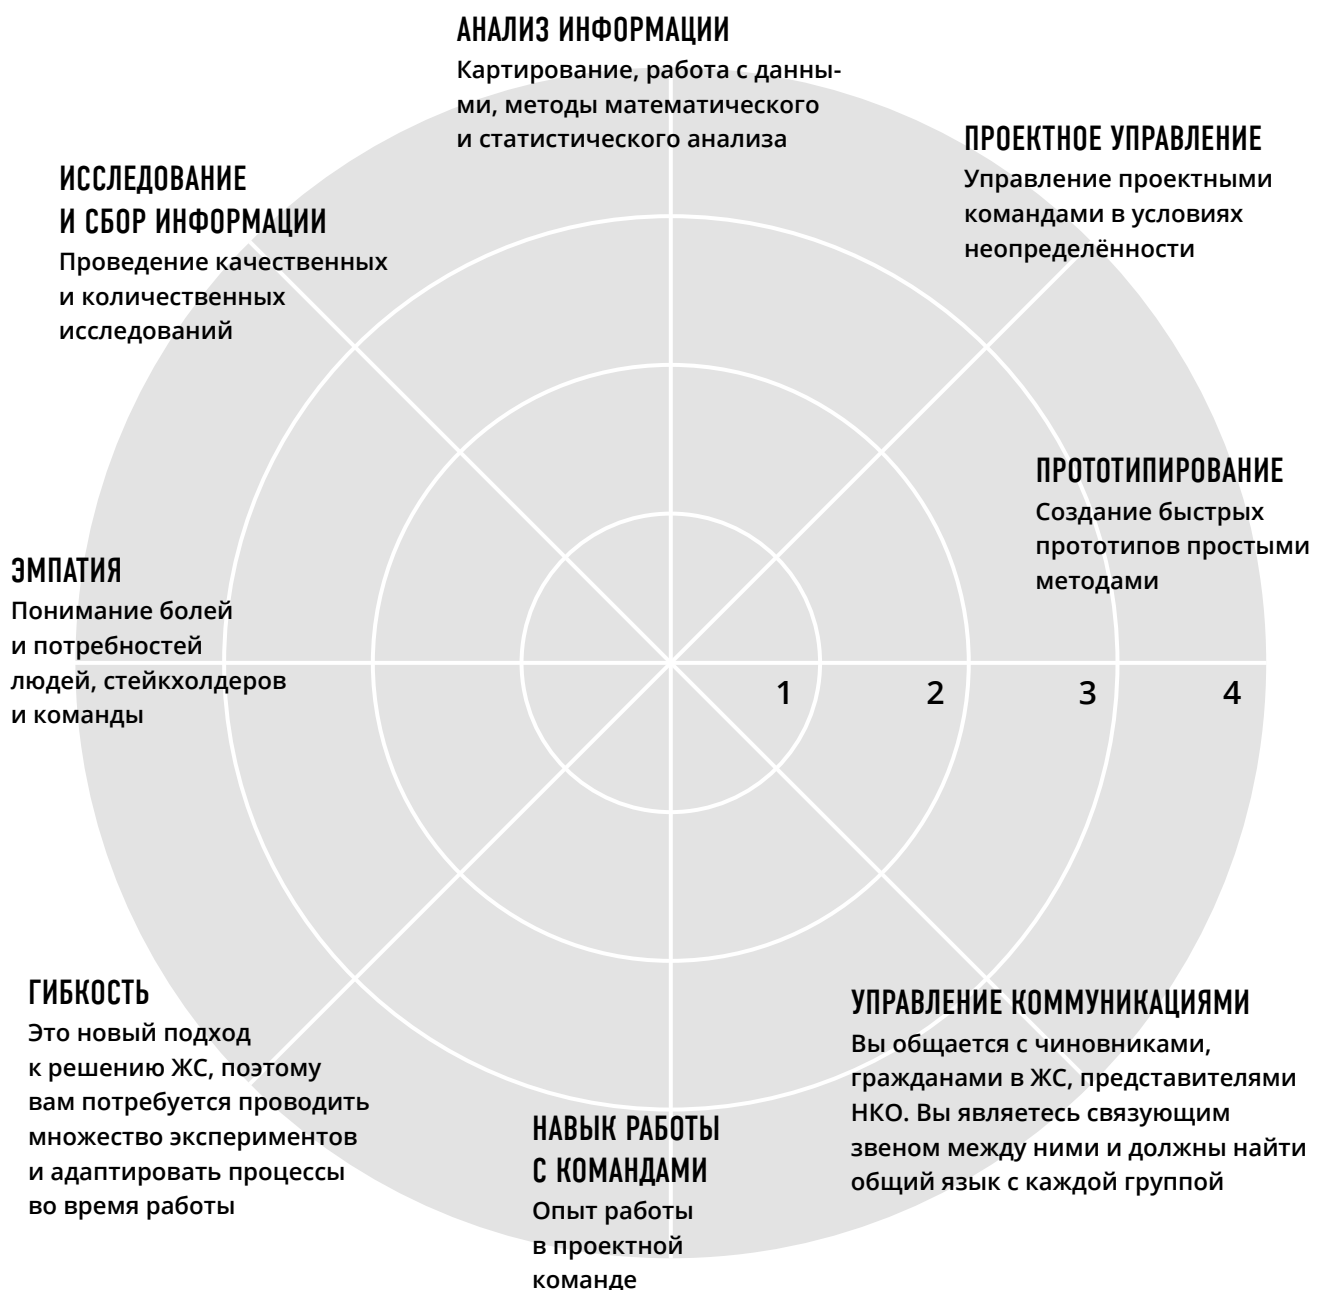 АНАЛИЗ ИНФОРМАЦИИ
Картирование, работа с данны-
ми, методы математического
и статистического анализа
ПРОЕКТНОЕ УПРАВЛЕНИЕ
Управление проектными
командами в условиях
неопределённости
ИССЛЕДОВАНИЕ
И СБОР ИНФОРМАЦИИ
Проведение качественных
и количественных
исследований
ПРОТОТИПИРОВАНИЕ
Создание быстрых
прототипов простыми
методами
ЭМПАТИЯ
Понимание болей
и потребностей
людей, стейкхолдеров
и команды
1 2 3 4
ГИБКОСТЬ
Это новый подход
к решению ЖС, поэтому
вам потребуется проводить
множество экспериментов
и адаптировать процессы
во время работы
НАВЫК РАБОТЫ
С КОМАНДАМИ
Опыт работы
в проектной
команде
УПРАВЛЕНИЕ КОММУНИКАЦИЯМИ
Вы общается с чиновниками,
гражданами в ЖС, представителями
НКО. Вы являетесь связующим
звеном между ними и должны найти
общий язык с каждой группой